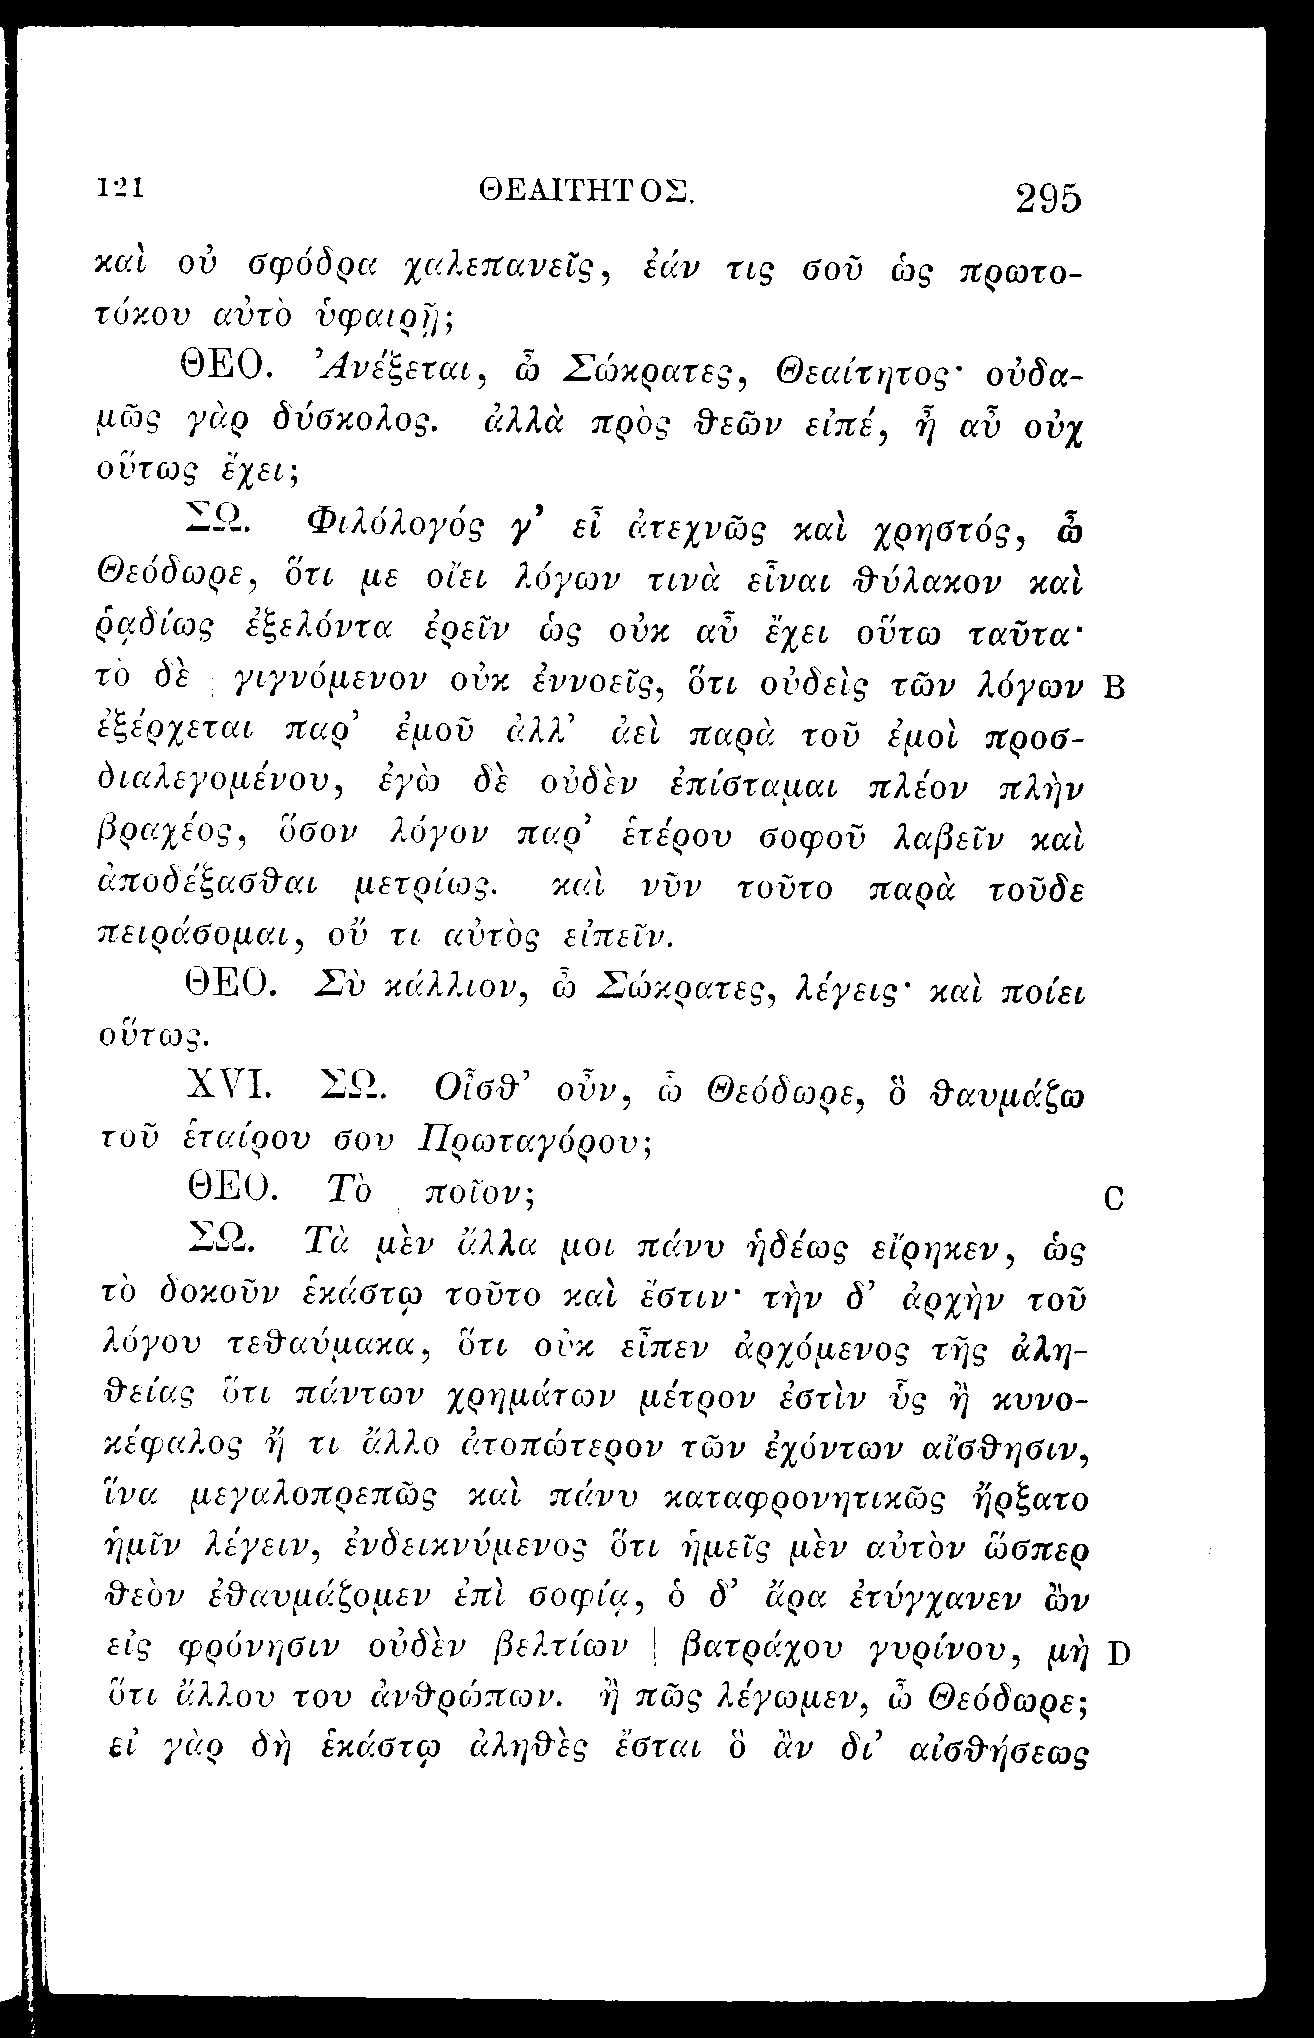 121 ΘΕΑΙΤΗΤΟΣ. 295
καὶ οὐ σφόδρα χαλεπανεῖς, ἐάν τις σοῦ ὡς πρωτο-
τόκου αὐτὸ ὑφαιρῇ;
ΘΕΟ. Ἀνέξεται, ὦ Σώκρατες, Θεαίτητος· οὐδα-
μῶς γὰρ δύσκολος. ἀλλὰ πρὸς θεῶν εἰπέ, ἦ αὖ οὐχ
οὕτως ἔχει;
ΣΩ. Φιλόλογός γ’ εἶ ἀτεχνῶς καὶ χρηστός, ὦ
Θεόδωρε, ὅτι με οἴει λόγων τινὰ εἶναι θύλακον καὶ
ῥᾳδίως ἐξελόντα ἐρεῖν ὡς οὐκ αὖ ἔχει οὕτω ταῦτα·
τὸ δὲ γιγνόμενον οὐκ ἐννοεῖς, ὅτι οὐδεὶς τῶν λόγων B
ἐξέρχεται παρ’ ἐμοῦ ἀλλ’ ἀεὶ παρὰ τοῦ ἐμοὶ προσ-
διαλεγομένου, ἐγὼ δὲ οὐδὲν ἐπίσταμαι πλέον πλὴν
βραχέος, ὅσον λόγον παρ’ ἑτέρου σοφοῦ λαβεῖν καὶ
ἀποδέξασθαι μετρίως. καὶ νῦν τοῦτο παρὰ τοῦδε
πειράσομαι, οὔ τι αὐτὸς εἰπεῖν.
ΘΕΟ. Σὺ κάλλιον, ὦ Σώκρατες, λέγεις· καὶ ποίει
οὕτως.
XVI. ΣΩ. Οἶσθ’ οὖν, ὦ Θεόδωρε, ὃ θαυμάζω
τοῦ ἑταίρου σου Πρωταγόρου;
ΘΕΟ. Τὸ ποῖον; C
ΣΩ. Τὰ μὲν ἄλλα μοι πάνυ ἡδέως εἴρηκεν, ὡς
τὸ δοκοῦν ἑκάστῳ τοῦτο καὶ ἔστιν· τὴν δ’ ἀρχὴν τοῦ
λόγου τεθαύμακα, ὅτι οὐκ εἶπεν ἀρχόμενος τῆς ἀλη-
θείας ὅτι πάντων χρημάτων μέτρον ἐστὶν ὗς ἢ κυνο-
κέφαλος ἤ τι ἄλλο ἀτοπώτερον τῶν ἐχόντων αἴσθησιν,
ἵνα μεγαλοπρεπῶς καὶ πάνυ καταφρονητικῶς ἤρξατο
ἡμῖν λέγειν, ἐνδεικνύμενος ὅτι ἡμεῖς μὲν αὐτὸν ὥσπερ
θεὸν ἐθαυμάζομεν ἐπὶ σοφίᾳ, ὁ δ’ ἄρα ἐτύγχανεν ὢν
εἰς φρόνησιν οὐδὲν βελτίων | βατράχου γυρίνου, μὴ D
ὅτι ἄλλου του ἀνθρώπων. ἢ πῶς λέγωμεν, ὦ Θεόδωρε;
εἰ γὰρ δὴ ἑκάστῳ ἀληθὲς ἔσται ὃ ἂν δι’ αἰσθήσεως